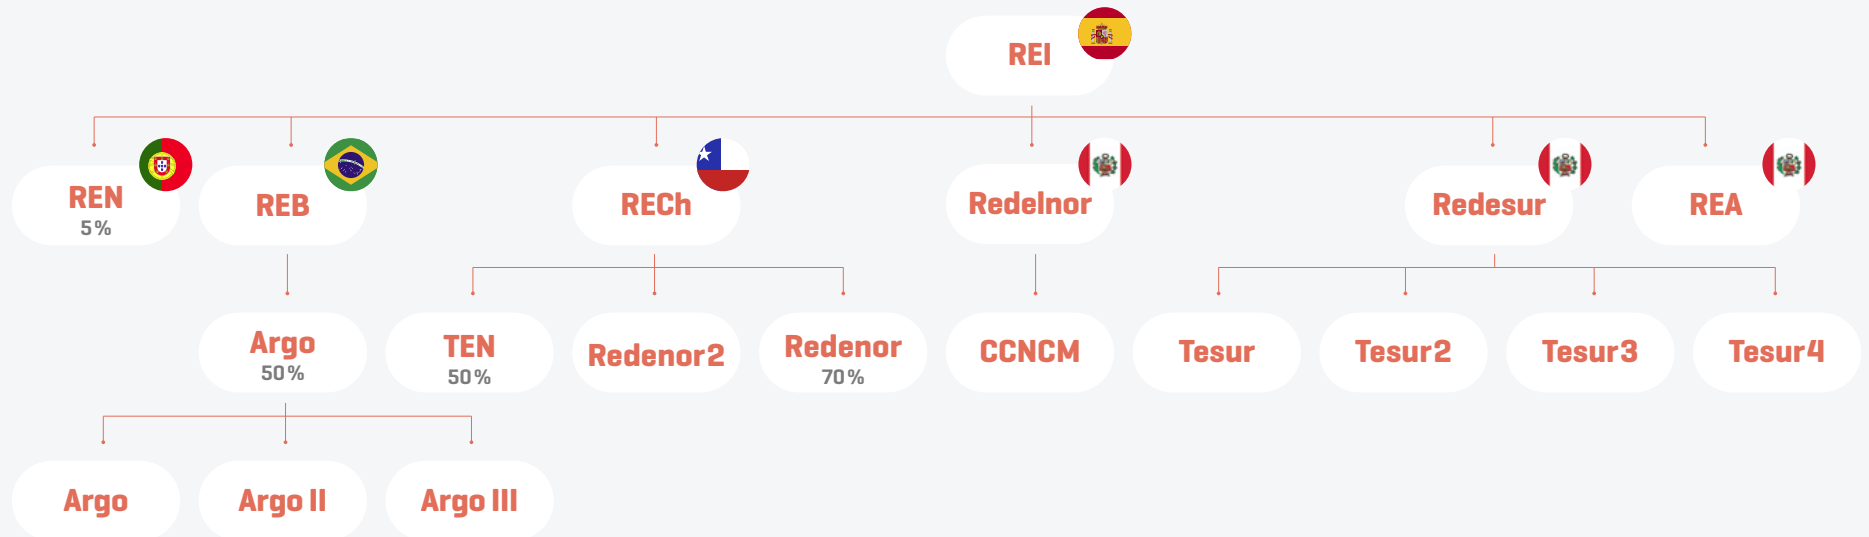 REI
REN
5%
REB
RECh
Redelnor
Redesur
REA
Argo
50%
TEN
50%
Redenor2
Redenor
70%
CCNCM
Tesur
Tesur2
Tesur3
Tesur4
Argo
Argo II
Argo III